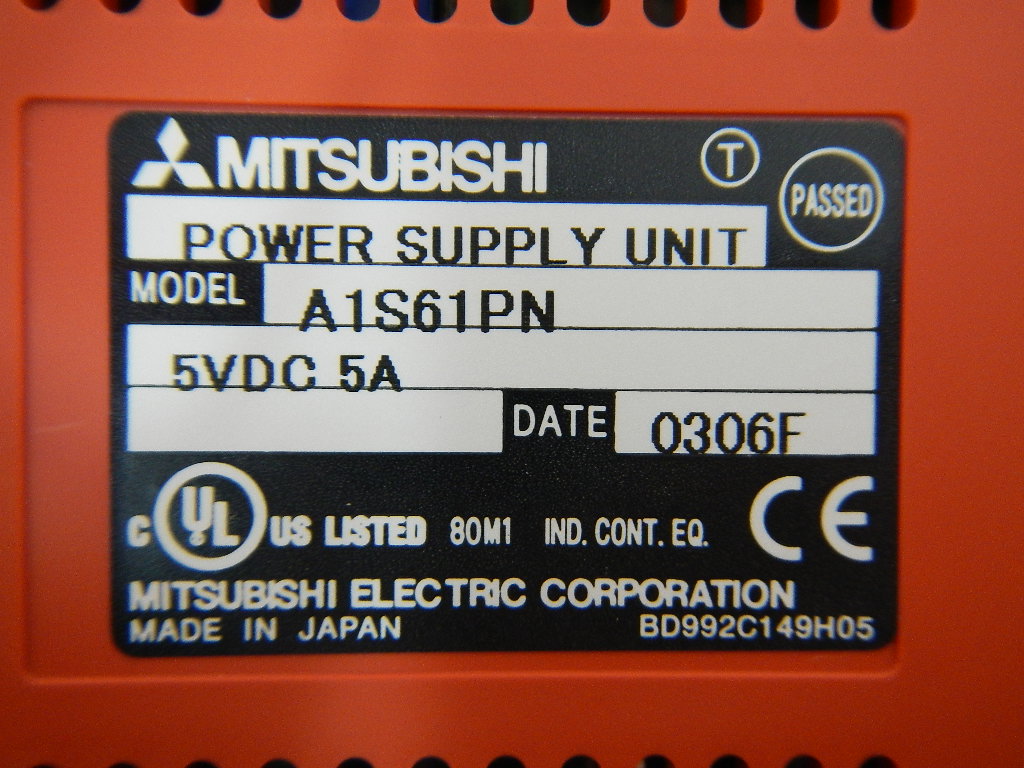 MITSUBISHI T
PASSED
POWER SUPPLY UNIT
MODEL A1S61PN
5VDC 5A
DATE 0306F
C UL US LISTED 80M1 IND. CONT. EQ. CE
MITSUBISHI ELECTRIC CORPORATION
MADE IN JAPAN BD992C149H05